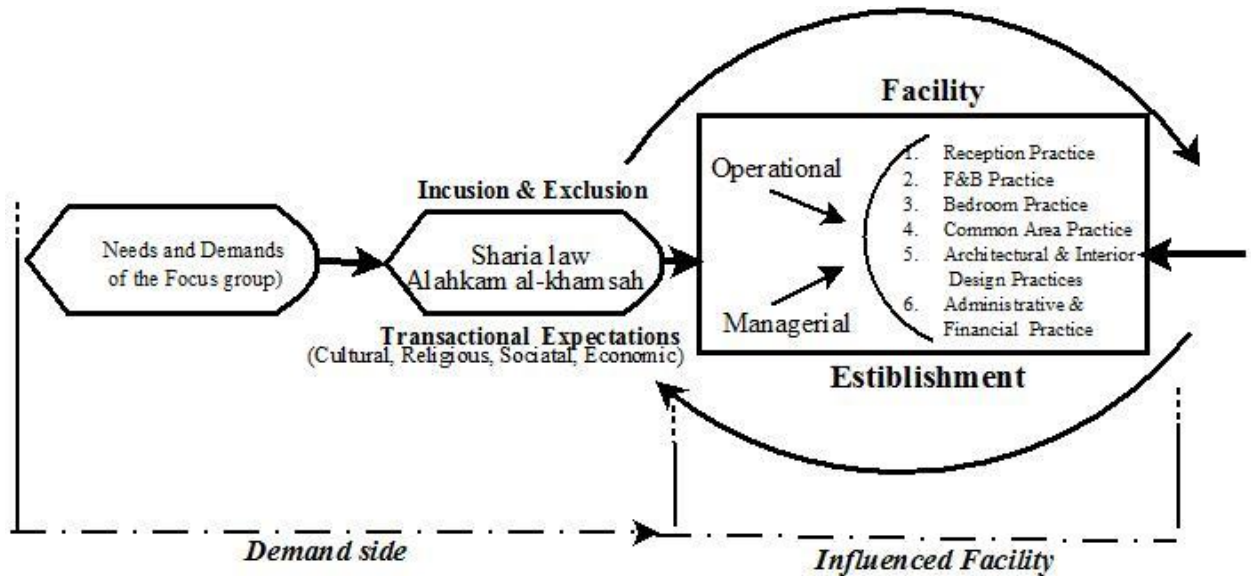 Needs and Demands
of the Focus group)
Incusion & Exclusion
Sharia law
Alahkam al-khamsah
Transactional Expectations
(Cultural, Religious, Sociatal, Economic)
Facility
Operational
Managerial
1. Reception Practice
2. F&B Practice
3. Bedroom Practice
4. Common Area Practice
5. Architectural & Interior
Design Practices
6. Administrative &
Financial Practice
Estiblishment
Demand side
Influenced Facility